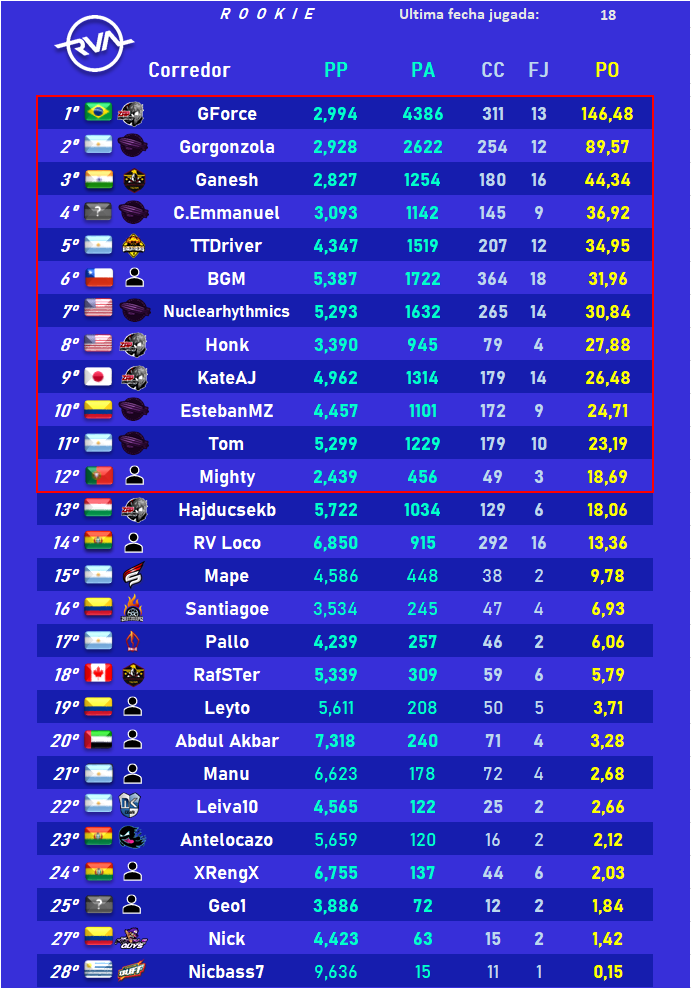 ROOKIE Ultima fecha jugada: 18
RVA
Corredor PP PA CC FJ PO
1º GForce 2,994 4386 311 13 146,48
2º Gorgonzola 2,928 2622 254 12 89,57
3º Ganesh 2,827 1254 180 16 44,34
4º ? C.Emmanuel 3,093 1142 145 9 36,92
5º TTDriver 4,347 1519 207 12 34,95
6º BGM 5,387 1722 364 18 31,96
7º Nuclearhythmics 5,293 1632 265 14 30,84
8º Honk 3,390 945 79 4 27,88
9º KateAJ 4,962 1314 179 14 26,48
10º EstebanMZ 4,457 1101 172 9 24,71
11º Tom 5,299 1229 179 10 23,19
12º Mighty 2,439 456 49 3 18,69
13º Hajducsekb 5,722 1034 129 6 18,06
14º RV Loco 6,850 915 292 16 13,36
15º Mape 4,586 448 38 2 9,78
16º Santiagoe 3,534 245 47 4 6,93
17º Pallo 4,239 257 46 2 6,06
18º RafSTer 5,339 309 59 6 5,79
19º Leyto 5,611 208 50 5 3,71
20º Abdul Akbar 7,318 240 71 4 3,28
21º Manu 6,623 178 72 4 2,68
22º Leiva10 4,565 122 25 2 2,66
23º Antelocazo 5,659 120 16 2 2,12
24º XRengX 6,755 137 44 6 2,03
25º ? Geo1 3,886 72 12 2 1,84
27º GUYS Nick 4,423 63 15 2 1,42
28º BUFF Nicbass7 9,636 15 11 1 0,15